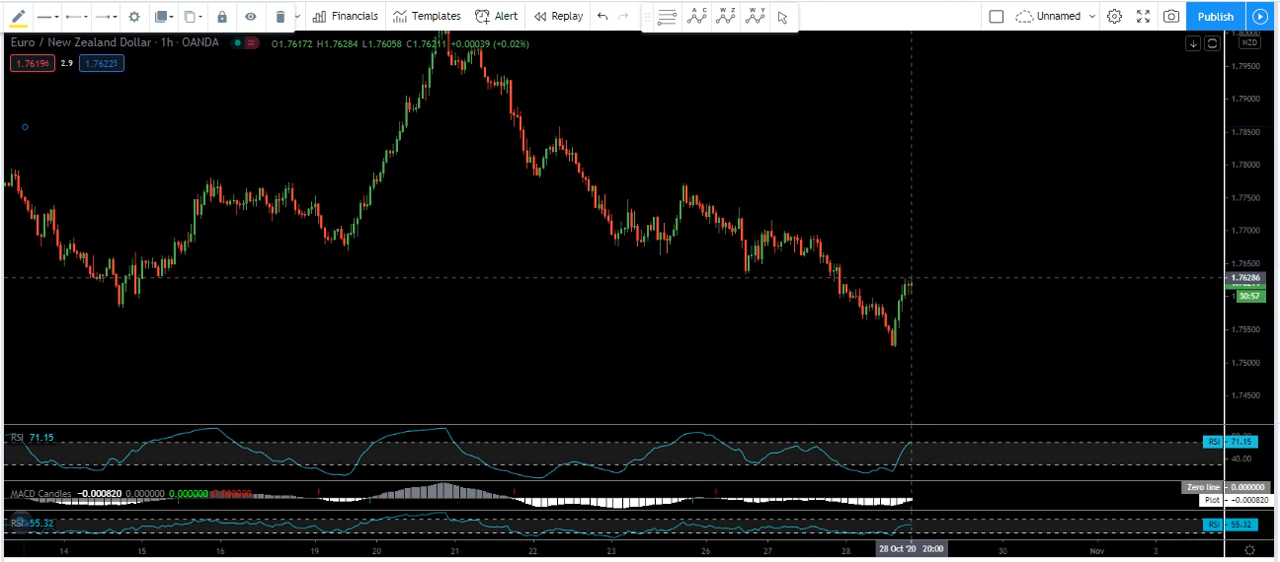 Financials Templates Alert Replay A C W Z W Y Unnamed Publish
Euro / New Zealand Dollar · 1h · OANDA O1.76172 H1.76284 L1.76058 C1.76211 +0.00039 (+0.02%)
NZD
1.76196 2.9 1.76223
1.80000
1.79500
1.79000
1.78500
1.78000
1.77500
1.77000
1.76500
1.76286
30:57
1.75500
1.75000
1.74500
RSI 71.15
RSI 71.15
40.00
MACD Candles −0.000820 0.000000 0.000000 0.000000
Zero line 0.000000
Plot −0.000820
RSI 55.32
RSI 55.32
14 15 16 19 20 21 22 23 26 27 28 28 Oct '20 20:00 30 Nov 3